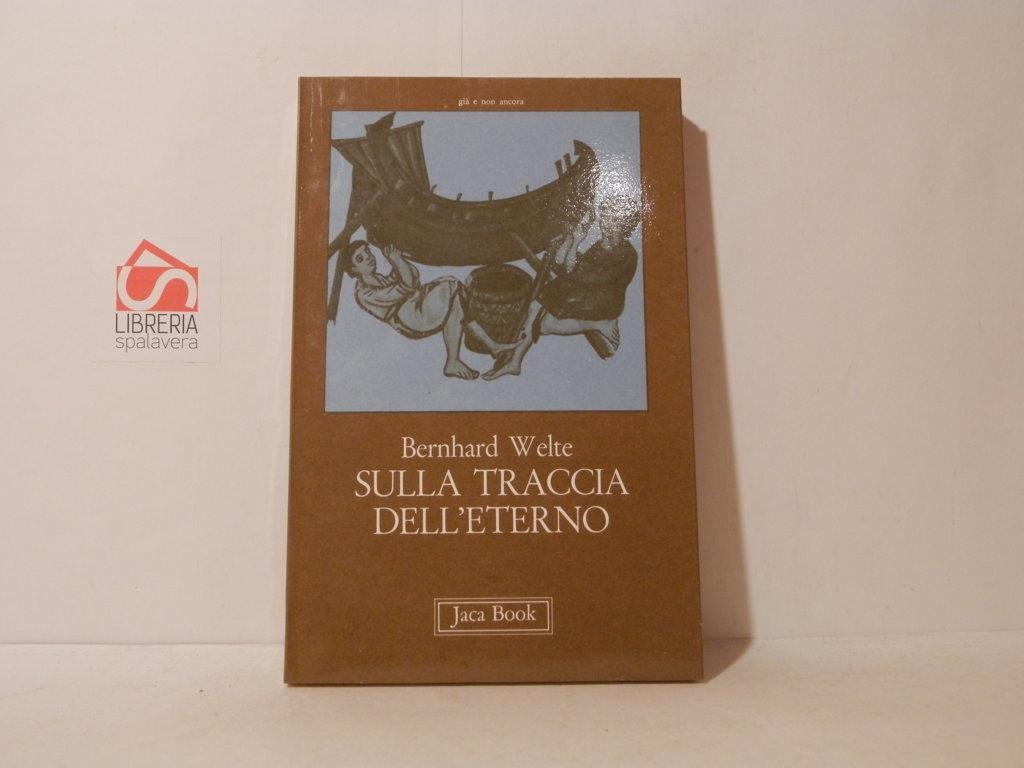 già e non ancora
LIBRERIA
spalavera
Bernhard Welte
SULLA TRACCIA
DELL'ETERNO
Jaca Book